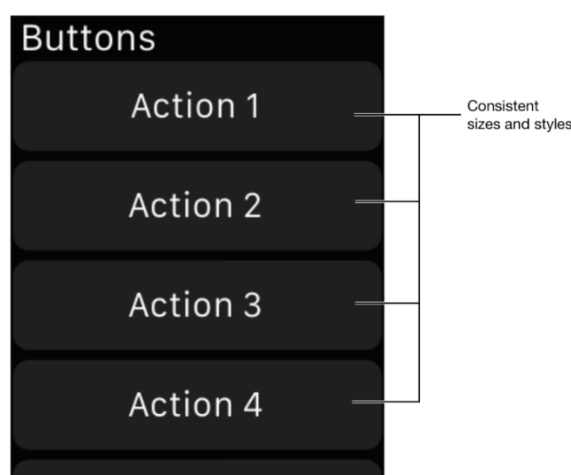 Buttons
Action 1
Consistent
sizes and styles
Action 2
Action 3
Action 4